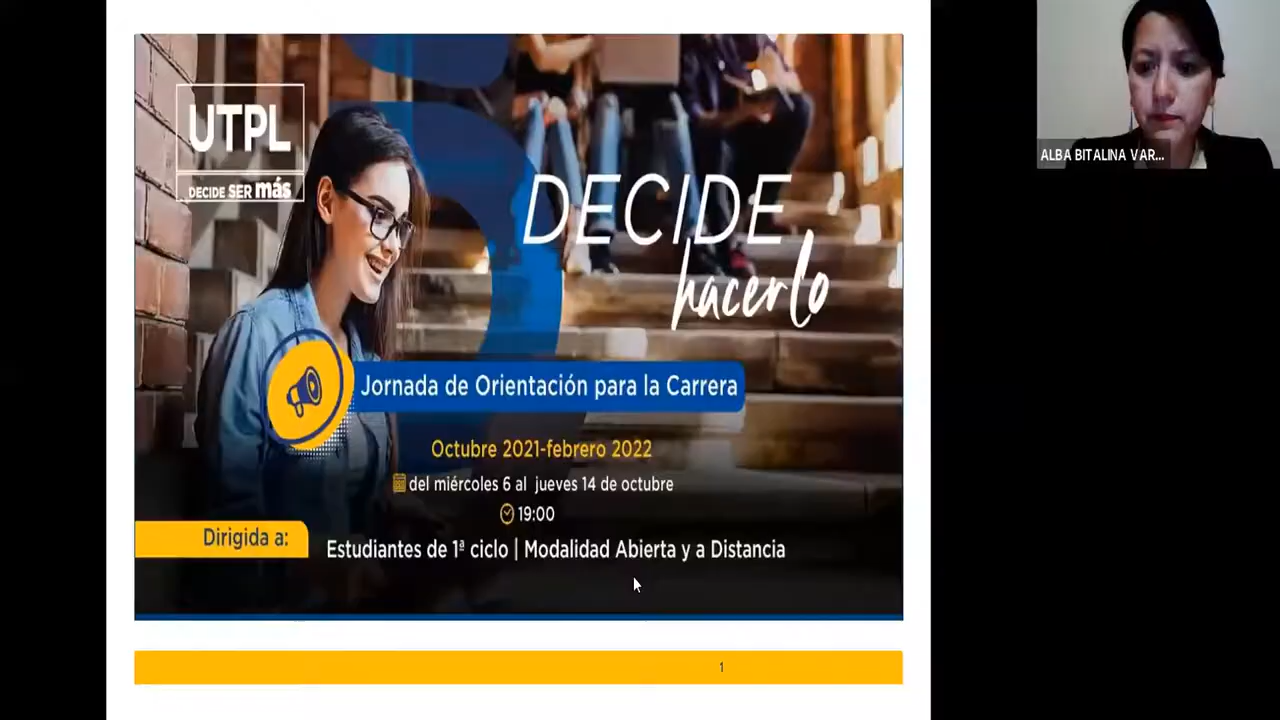 UTPL
DECIDE SER más
DECIDE
hacerlo
Jornada de Orientación para la Carrera
Octubre 2021-febrero 2022
del miércoles 6 al jueves 14 de octubre
19:00
Dirigida a:
Estudiantes de 1ª ciclo | Modalidad Abierta y a Distancia
1
ALBA BITALINA VAR...